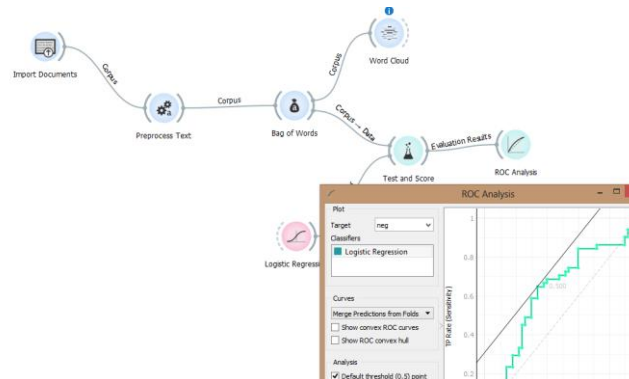 Import Documents
Corpus
Preprocess Text
Corpus
Bag of Words
Corpus
Word Cloud
Corpus → Data
Test and Score
Evaluation Results
ROC Analysis
Logistic Regressi
ROC Analysis
Plot
Target
neg
Classifiers
Logistic Regression
Curves
Merge Predictions from Folds
Show convex ROC curves
Show ROC convex hull
Analysis
Default threshold (0.5) point
TP Rate (Sensitivity)
1
0.8
0.6
0.4
0.2
0.500